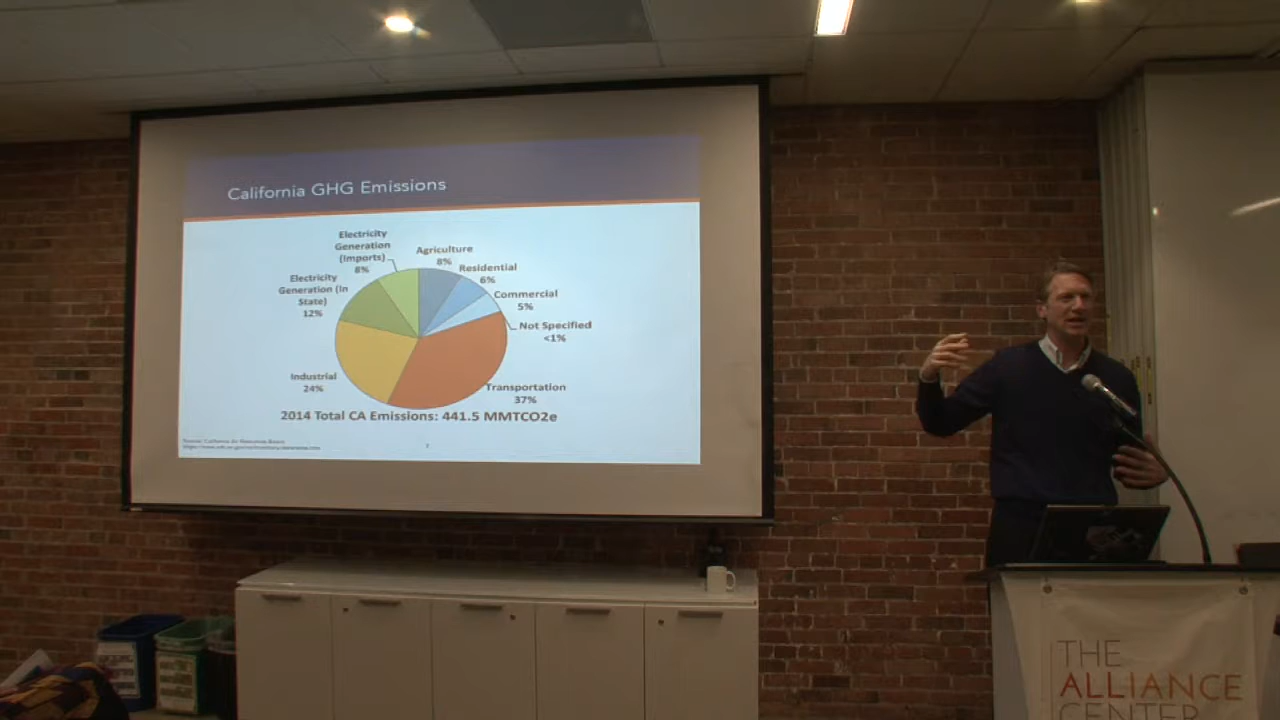 California GHG Emissions
Electricity
Generation
(Imports)
8%
Agriculture
8%
Residential
6%
Commercial
5%
Not Specified
<1%
Electricity
Generation (In
State)
12%
Industrial
24%
Transportation
37%
2014 Total CA Emissions: 441.5 MMTCO2e
THE
ALLIANCE
CENTER